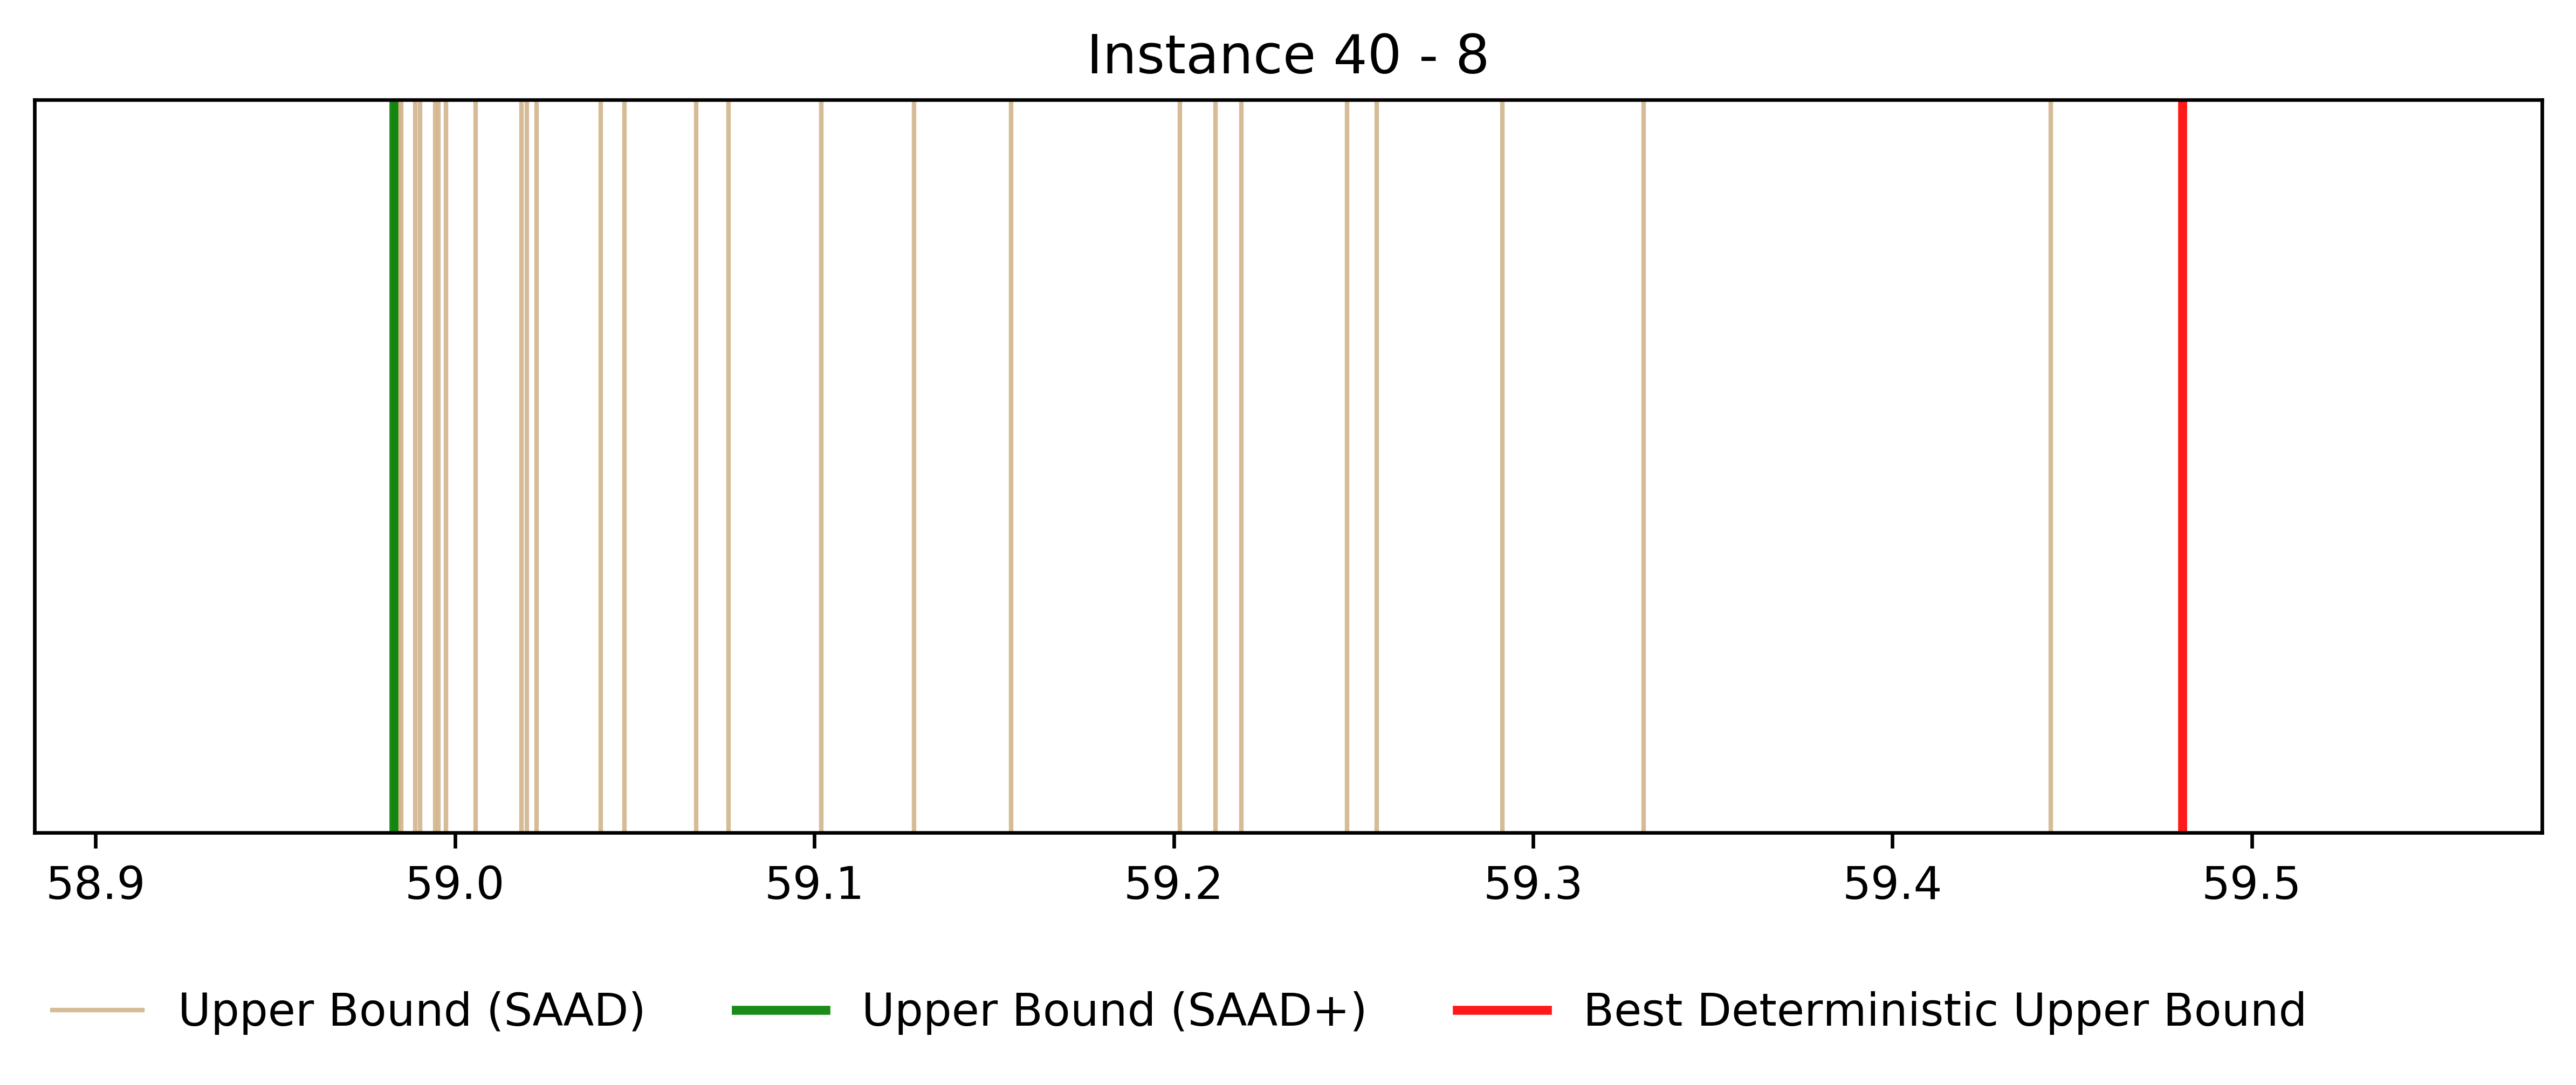 Instance 40 - 8
58.9 59.0 59.1 59.2 59.3 59.4 59.5
Upper Bound (SAAD) Upper Bound (SAAD+) Best Deterministic Upper Bound